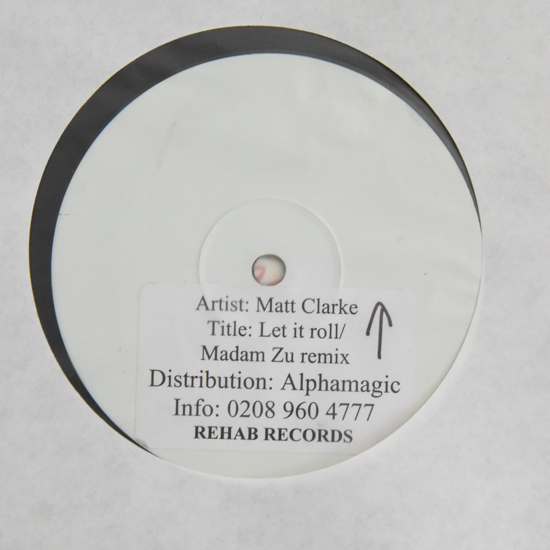 Artist: Matt Clarke
Title: Let it roll/
Madam Zu remix
Distribution: Alphamagic
Info: 0208 960 4777
REHAB RECORDS